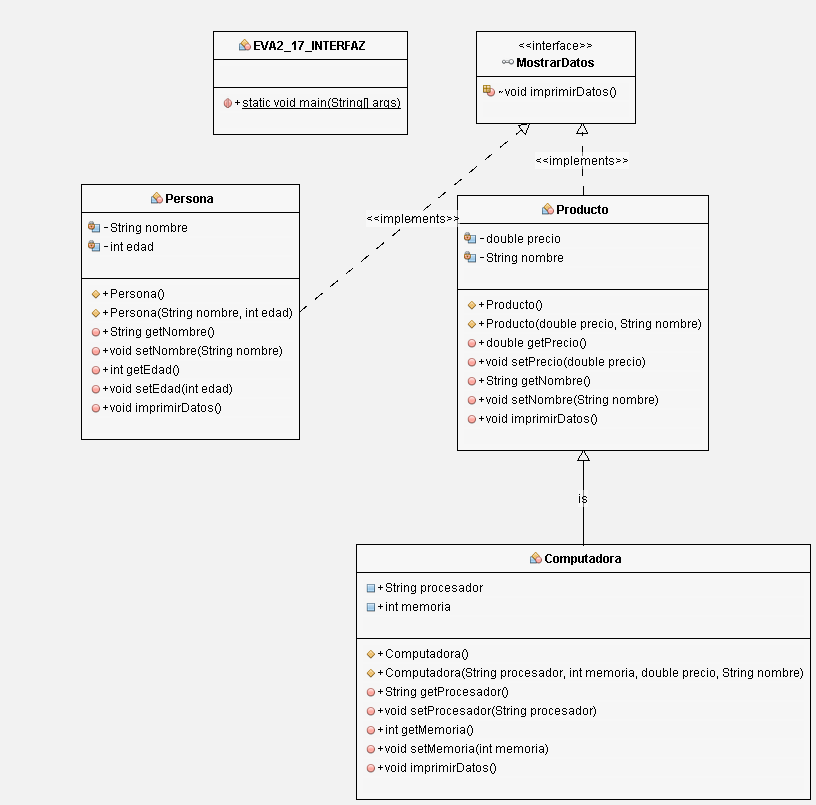 EVA2_17_INTERFAZ
+static void main(String[] args)
<<interface>>
MostrarDatos
~void imprimirDatos()
<<implements>>
<<implements>>
Persona
-String nombre
-int edad
+Persona()
+Persona(String nombre, int edad)
+String getNombre()
+void setNombre(String nombre)
+int getEdad()
+void setEdad(int edad)
+void imprimirDatos()
Producto
-double precio
-String nombre
+Producto()
+Producto(double precio, String nombre)
+double getPrecio()
+void setPrecio(double precio)
+String getNombre()
+void setNombre(String nombre)
+void imprimirDatos()
is
Computadora
+String procesador
+int memoria
+Computadora()
+Computadora(String procesador, int memoria, double precio, String nombre)
+String getProcesador()
+void setProcesador(String procesador)
+int getMemoria()
+void setMemoria(int memoria)
+void imprimirDatos()